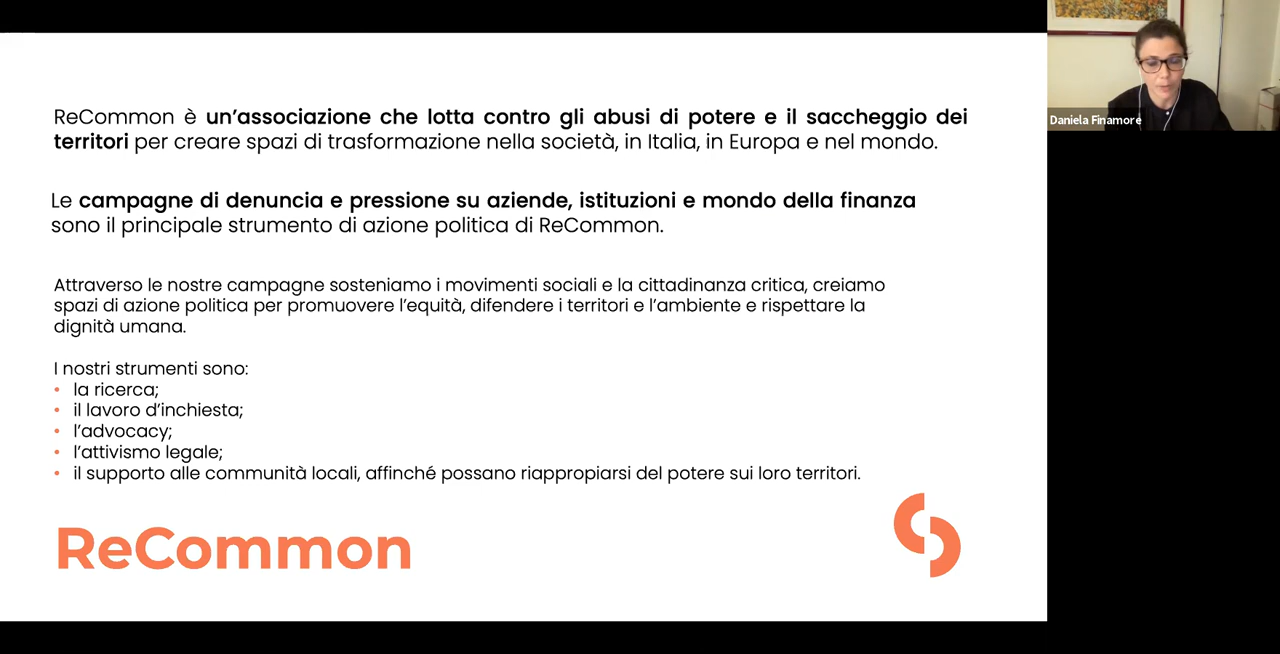 ReCommon è un’associazione che lotta contro gli abusi di potere e il saccheggio dei
territori per creare spazi di trasformazione nella società, in Italia, in Europa e nel mondo.
Le campagne di denuncia e pressione su aziende, istituzioni e mondo della finanza
sono il principale strumento di azione politica di ReCommon.
Attraverso le nostre campagne sosteniamo i movimenti sociali e la cittadinanza critica, creiamo
spazi di azione politica per promuovere l’equità, difendere i territori e l’ambiente e rispettare la
dignità umana.
I nostri strumenti sono:
• la ricerca;
• il lavoro d’inchiesta;
• l’advocacy;
• l’attivismo legale;
• il supporto alle communità locali, affinché possano riappropiarsi del potere sui loro territori.
ReCommon
Daniela Finamore